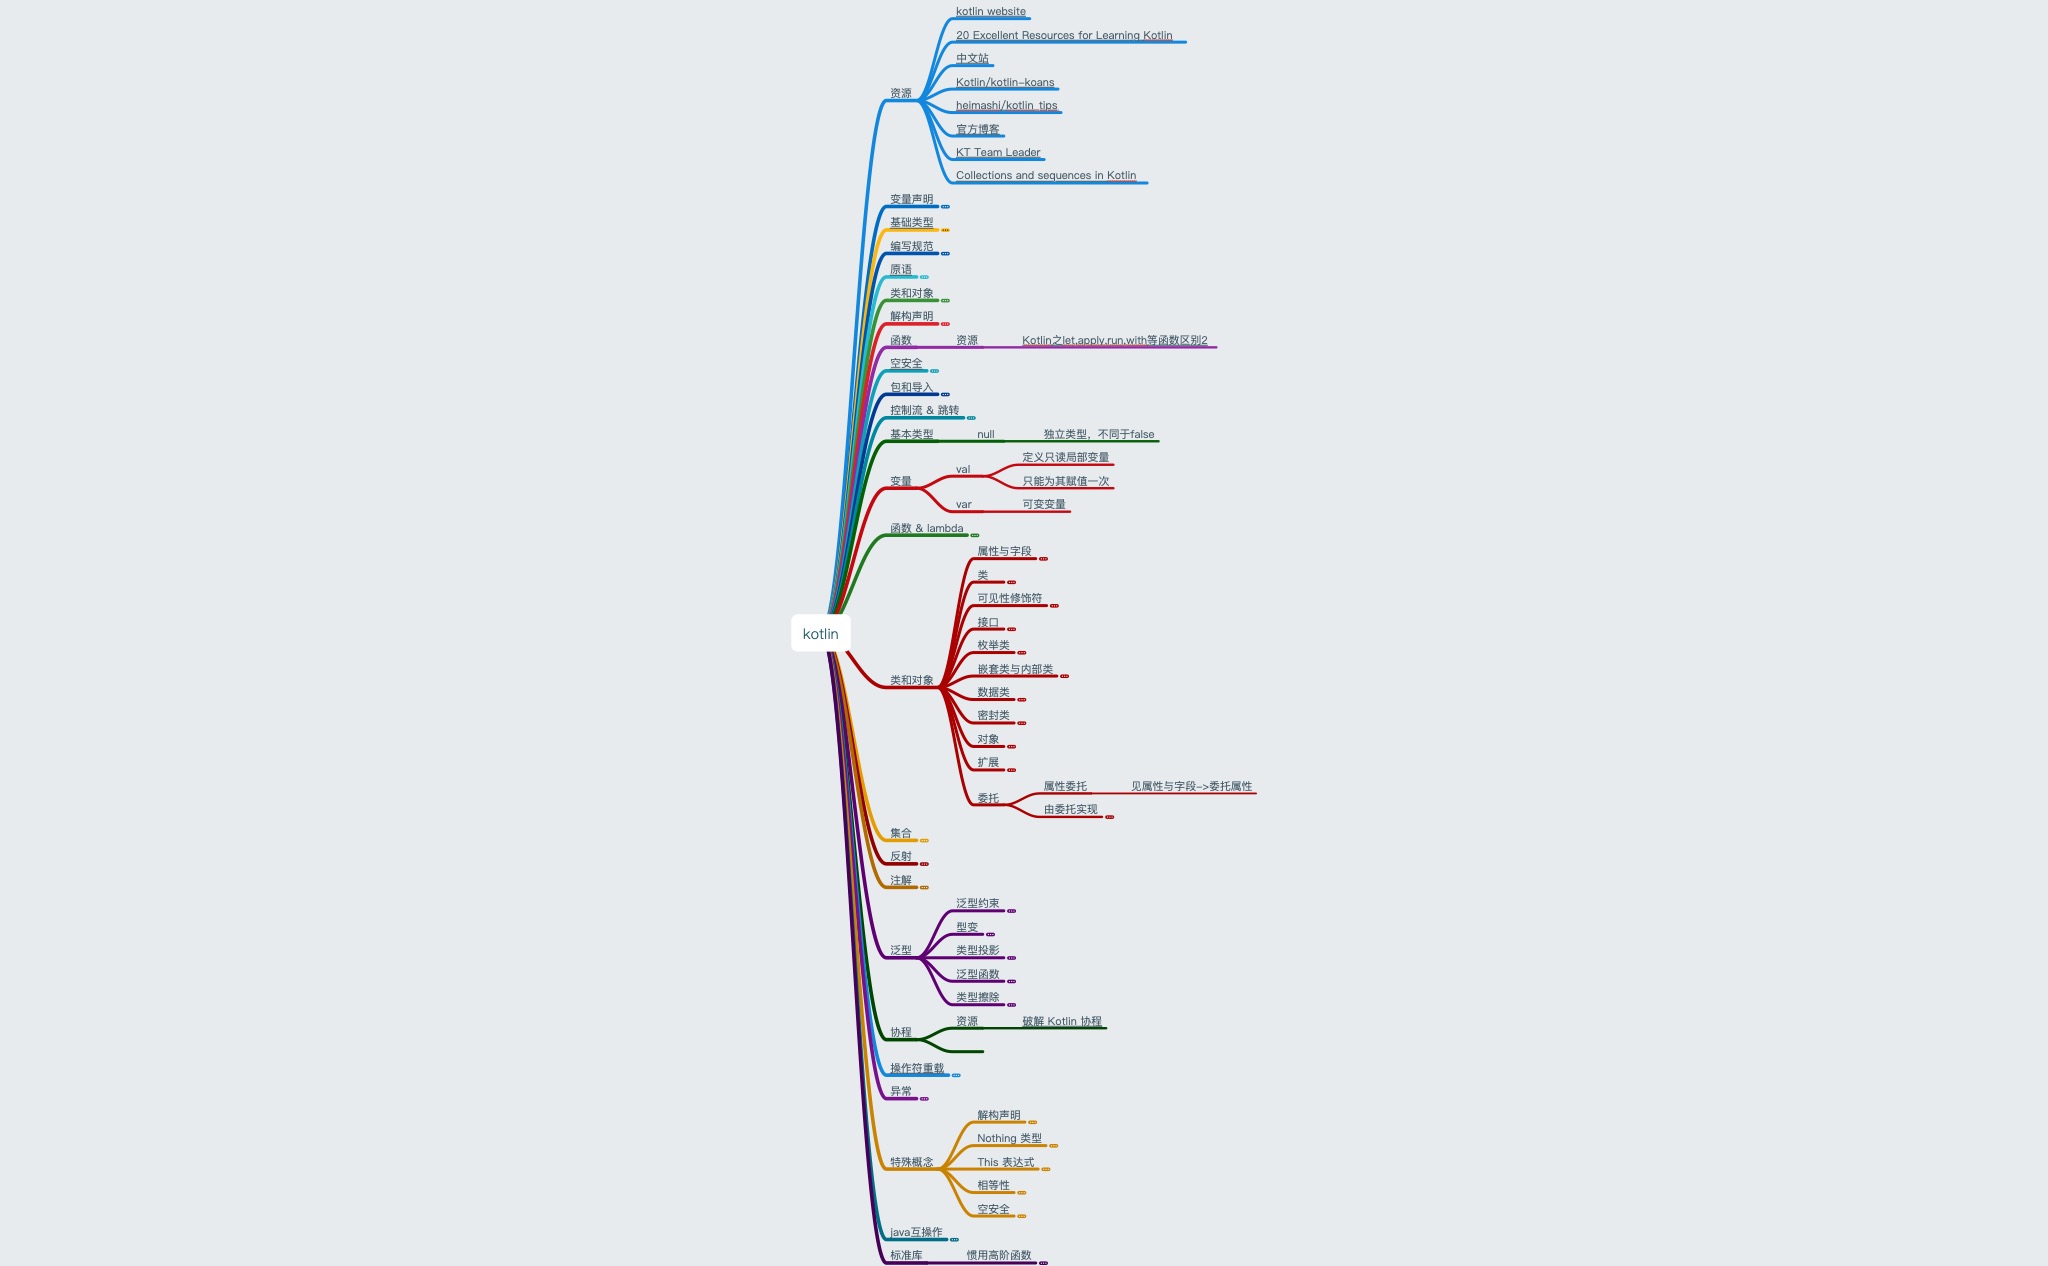 kotlin
资源
kotlin website
20 Excellent Resources for Learning Kotlin
中文站
Kotlin/kotlin-koans
heimashi/kotlin_tips
官方博客
KT Team Leader
Collections and sequences in Kotlin
变量声明
基础类型
编写规范
原语
类和对象
解构声明
函数
资源
Kotlin之let,apply,run,with等函数区别2
空安全
包和导入
控制流 & 跳转
基本类型
null
独立类型，不同于false
变量
val
定义只读局部变量
只能为其赋值一次
var
可变变量
函数 & lambda
类和对象
属性与字段
类
可见性修饰符
接口
枚举类
嵌套类与内部类
数据类
密封类
对象
扩展
委托
属性委托
见属性与字段->委托属性
由委托实现
集合
反射
注解
泛型
泛型约束
型变
类型投影
泛型函数
类型擦除
协程
资源
破解 Kotlin 协程
操作符重载
异常
特殊概念
解构声明
Nothing 类型
This 表达式
相等性
空安全
java互操作
标准库
惯用高阶函数